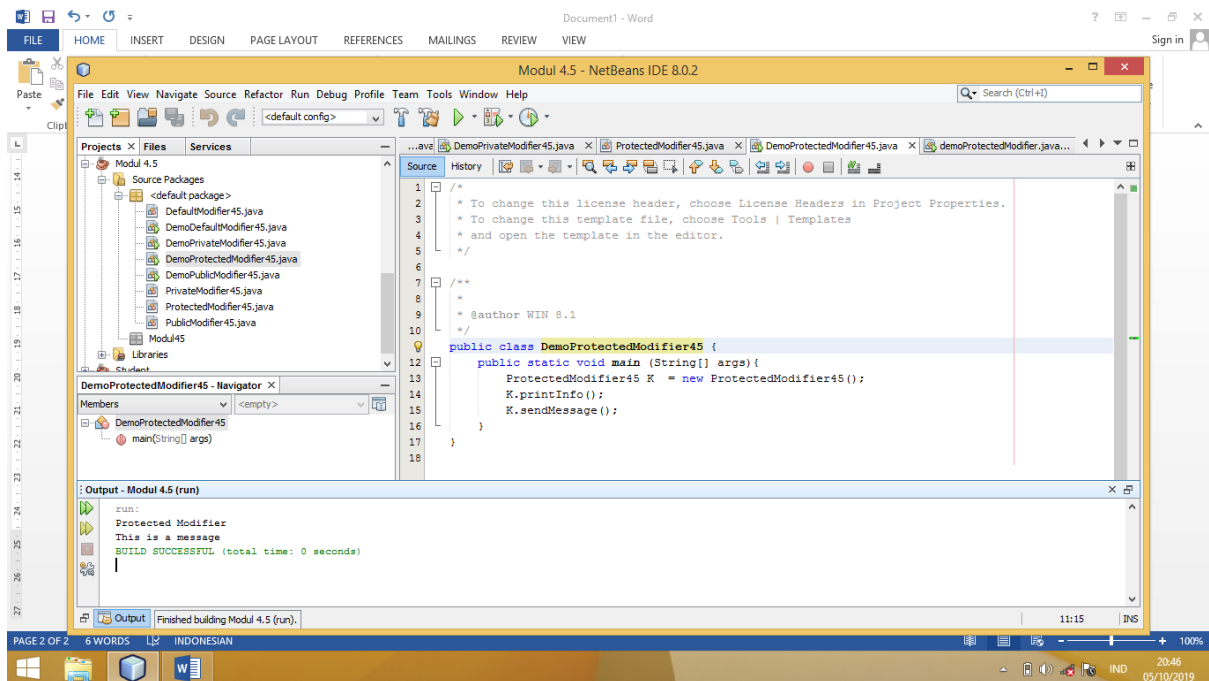 Document1 - Word
FILE HOME INSERT DESIGN PAGE LAYOUT REFERENCES MAILINGS REVIEW VIEW Sign in
Paste
Modul 4.5 - NetBeans IDE 8.0.2
File Edit View Navigate Source Refactor Run Debug Profile Team Tools Window Help
Search (Ctrl+I)
<default config>
Projects Files Services
...ava DemoPrivateModifier45.java ProtectedModifier45.java DemoProtectedModifier45.java demoProtectedModifier.java...
Source History
Modul 4.5
Source Packages
<default package>
DefaultModifier45.java
DemoDefaultModifier45.java
DemoPrivateModifier45.java
DemoProtectedModifier45.java
DemoPublicModifier45.java
PrivateModifier45.java
ProtectedModifier45.java
PublicModifier45.java
Modul45
Libraries
Student
DemoProtectedModifier45 - Navigator
Members <empty>
DemoProtectedModifier45
main(String[] args)
1 /*
2 * To change this license header, choose License Headers in Project Properties.
3 * To change this template file, choose Tools | Templates
4 * and open the template in the editor.
5 */
6
7 /**
8 *
9 * @author WIN 8.1
10 */
public class DemoProtectedModifier45 {
12 public static void main (String[] args){
13 ProtectedModifier45 K  = new ProtectedModifier45();
14 K.printInfo();
15 K.sendMessage();
16 }
17 }
18
Output - Modul 4.5 (run)
run:
Protected Modifier
This is a message
BUILD SUCCESSFUL (total time: 0 seconds)
Output Finished building Modul 4.5 (run). 11:15 INS
PAGE 2 OF 2 6 WORDS INDONESIAN 100%
IND 20:46
05/10/2019